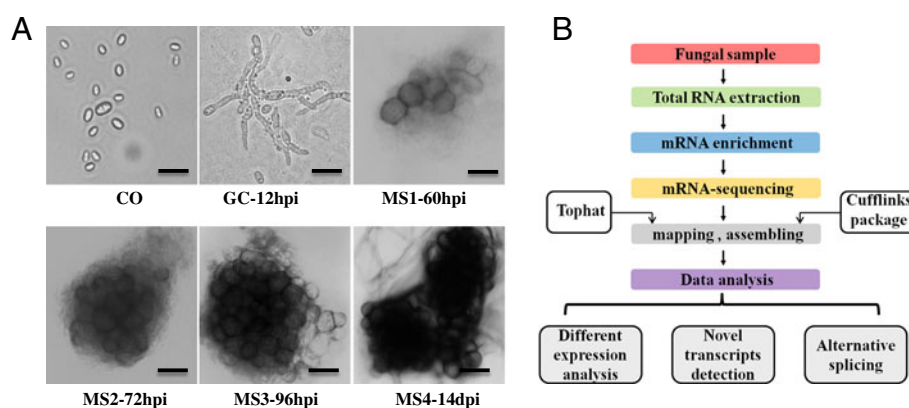 A
CO
GC-12hpi
MS1-60hpi
MS2-72hpi
MS3-96hpi
MS4-14dpi
B
Fungal sample
Total RNA extraction
mRNA enrichment
mRNA-sequencing
Tophat
Cufflinks
package
mapping , assembling
Data analysis
Different
expression
analysis
Novel
transcripts
detection
Alternative
splicing